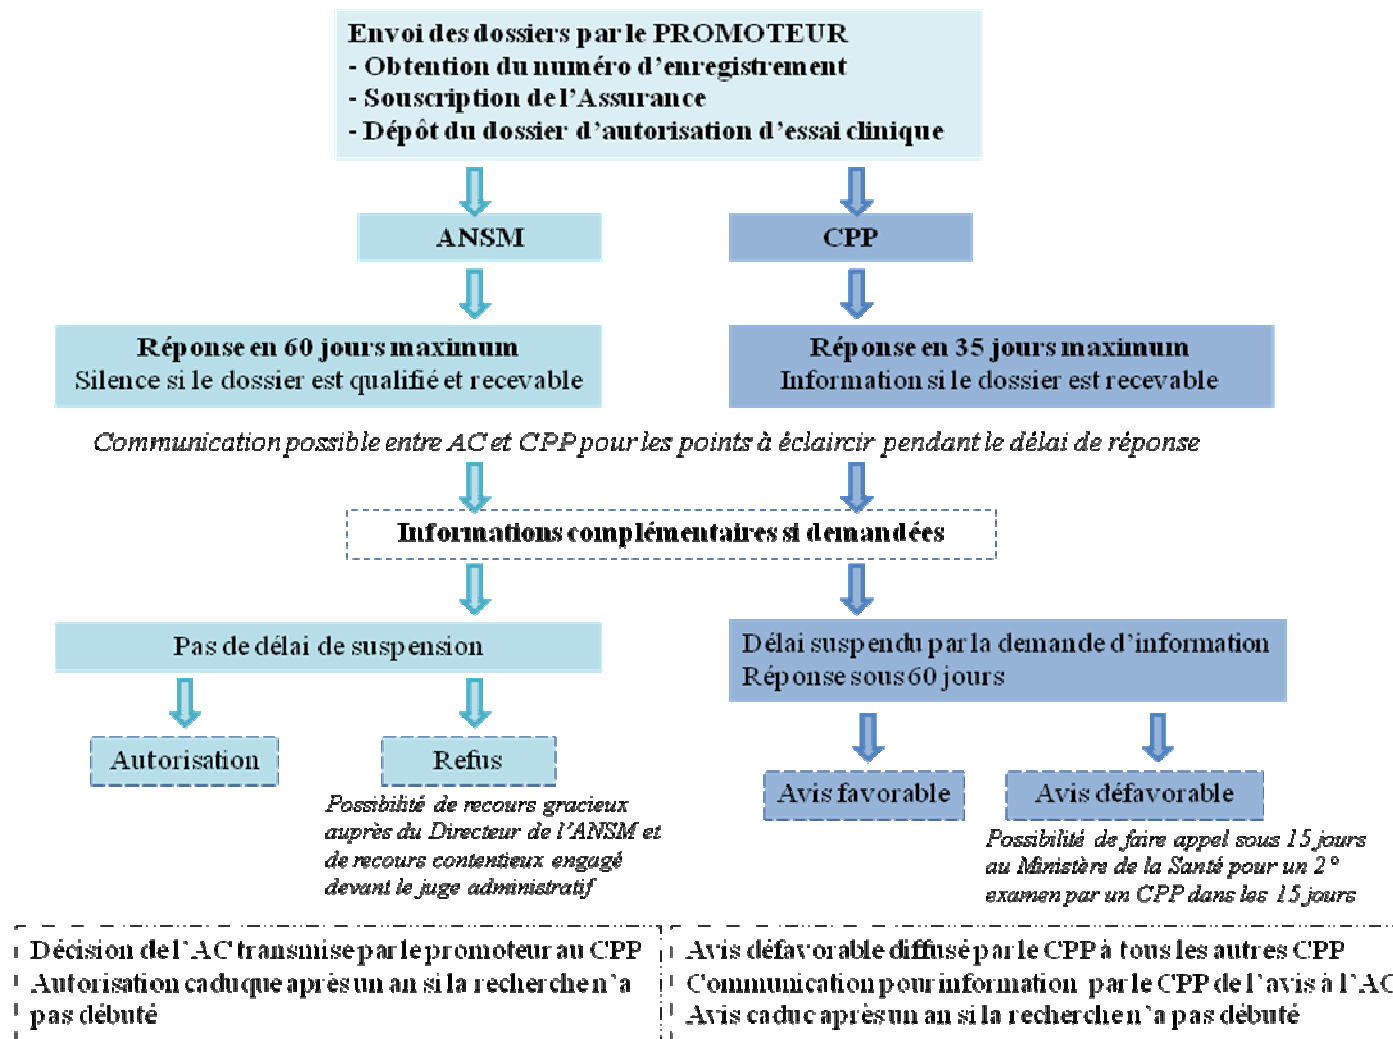 Envoi des dossiers par le PROMOTEUR
- Obtention du numéro d'enregistrement
- Souscription de l'Assurance
- Dépôt du dossier d'autorisation d'essai clinique
ANSM
CPP
Réponse en 60 jours maximum
Silence si le dossier est qualifié et recevable
Réponse en 35 jours maximum
Information si le dossier est recevable
Communication possible entre AC et CPP pour les points à éclaircir pendant le délai de réponse
Informations complémentaires si demandées
Pas de délai de suspension
Délai suspendu par la demande d'information
Réponse sous 60 jours
Autorisation
Refus
Possibilité de recours gracieux
auprès du Directeur de l'ANSM et
de recours contentieux engagé
devant le juge administratif
Avis favorable
Avis défavorable
Possibilité de faire appel sous 15 jours
au Ministère de la Santé pour un 2°
examen par un CPP dans les 15 jours
Décision de l'AC transmise par le promoteur au CPP
Autorisation caduque après un an si la recherche n'a
pas débuté
Avis défavorable diffusé par le CPP à tous les autres CPP
Communication pour information par le CPP de l'avis à l'AC
Avis caduc après un an si la recherche n'a pas débuté